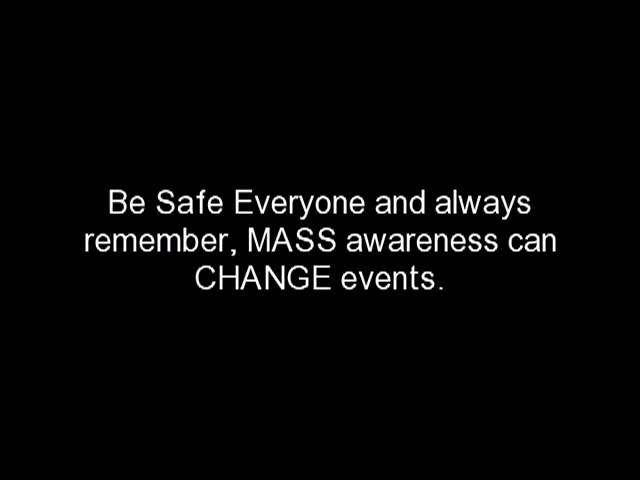 Be Safe Everyone and always
remember, MASS awareness can
CHANGE events.